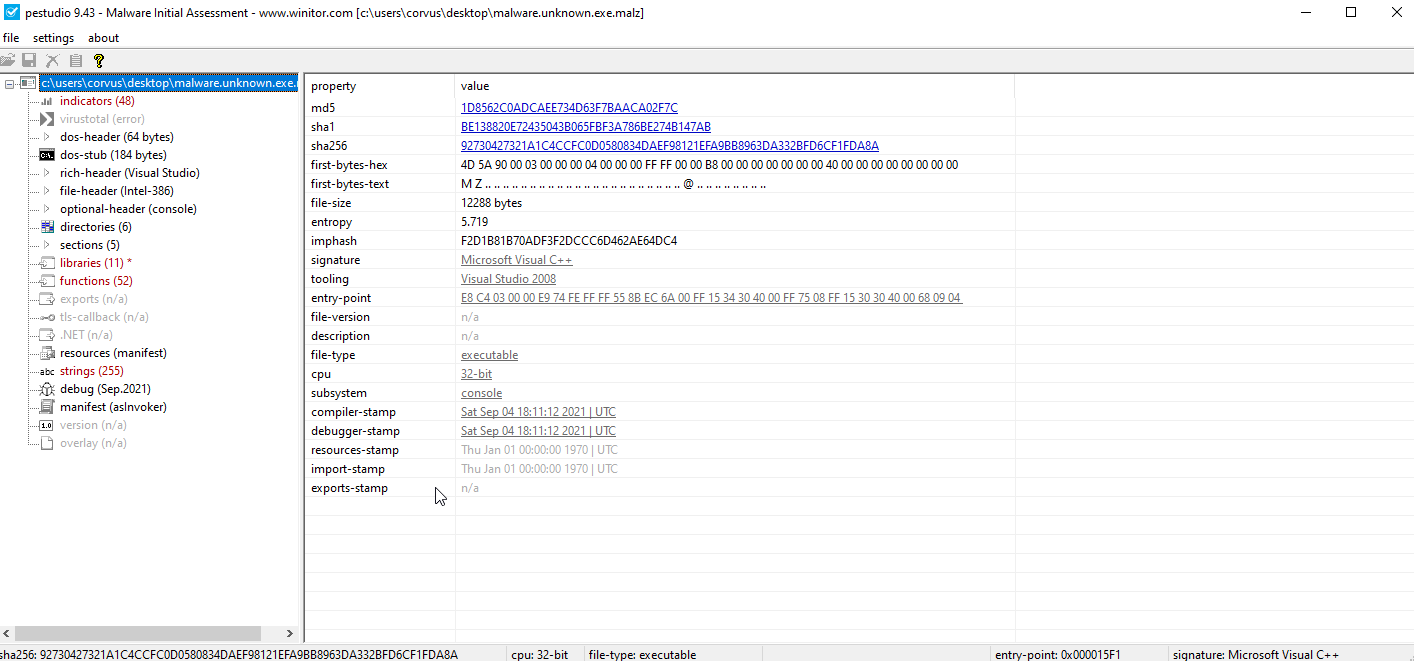 pestudio 9.43 - Malware Initial Assessment - www.winitor.com [c:\users\corvus\desktop\malware.unknown.exe.malz]
file settings about
c:\users\corvus\desktop\malware.unknown.exe.
indicators (48)
virustotal (error)
dos-header (64 bytes)
dos-stub (184 bytes)
rich-header (Visual Studio)
file-header (Intel-386)
optional-header (console)
directories (6)
sections (5)
libraries (11) *
functions (52)
exports (n/a)
tls-callback (n/a)
.NET (n/a)
resources (manifest)
abc strings (255)
debug (Sep.2021)
manifest (asInvoker)
1.0 version (n/a)
overlay (n/a)
property value
md5 1D8562C0ADCAEE734D63F7BAACA02F7C
sha1 BE138820E72435043B065FBF3A786BE274B147AB
sha256 92730427321A1C4CCFC0D0580834DAEF98121EFA9BB8963DA332BFD6CF1FDA8A
first-bytes-hex 4D 5A 90 00 03 00 00 00 04 00 00 00 FF FF 00 00 B8 00 00 00 00 00 00 00 40 00 00 00 00 00 00 00
first-bytes-text M Z .. .. .. .. .. .. .. .. .. .. .. .. .. .. .. .. .. .. .. .. .. .. @ .. .. .. .. .. .. ..
file-size 12288 bytes
entropy 5.719
imphash F2D1B81B70ADF3F2DCCC6D462AE64DC4
signature Microsoft Visual C++
tooling Visual Studio 2008
entry-point E8 C4 03 00 00 E9 74 FE FF FF 55 8B EC 6A 00 FF 15 34 30 40 00 FF 75 08 FF 15 30 30 40 00 68 09 04
file-version n/a
description n/a
file-type executable
cpu 32-bit
subsystem console
compiler-stamp Sat Sep 04 18:11:12 2021 | UTC
debugger-stamp Sat Sep 04 18:11:12 2021 | UTC
resources-stamp Thu Jan 01 00:00:00 1970 | UTC
import-stamp Thu Jan 01 00:00:00 1970 | UTC
exports-stamp n/a
sha256: 92730427321A1C4CCFC0D0580834DAEF98121EFA9BB8963DA332BFD6CF1FDA8A cpu: 32-bit file-type: executable entry-point: 0x000015F1 signature: Microsoft Visual C++